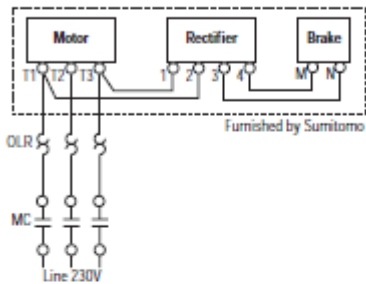 Motor Rectifier Brake
T1 T2 T3 1 2 3 4 M N
Furnished by Sumitomo
OLR
MC
Line 230V